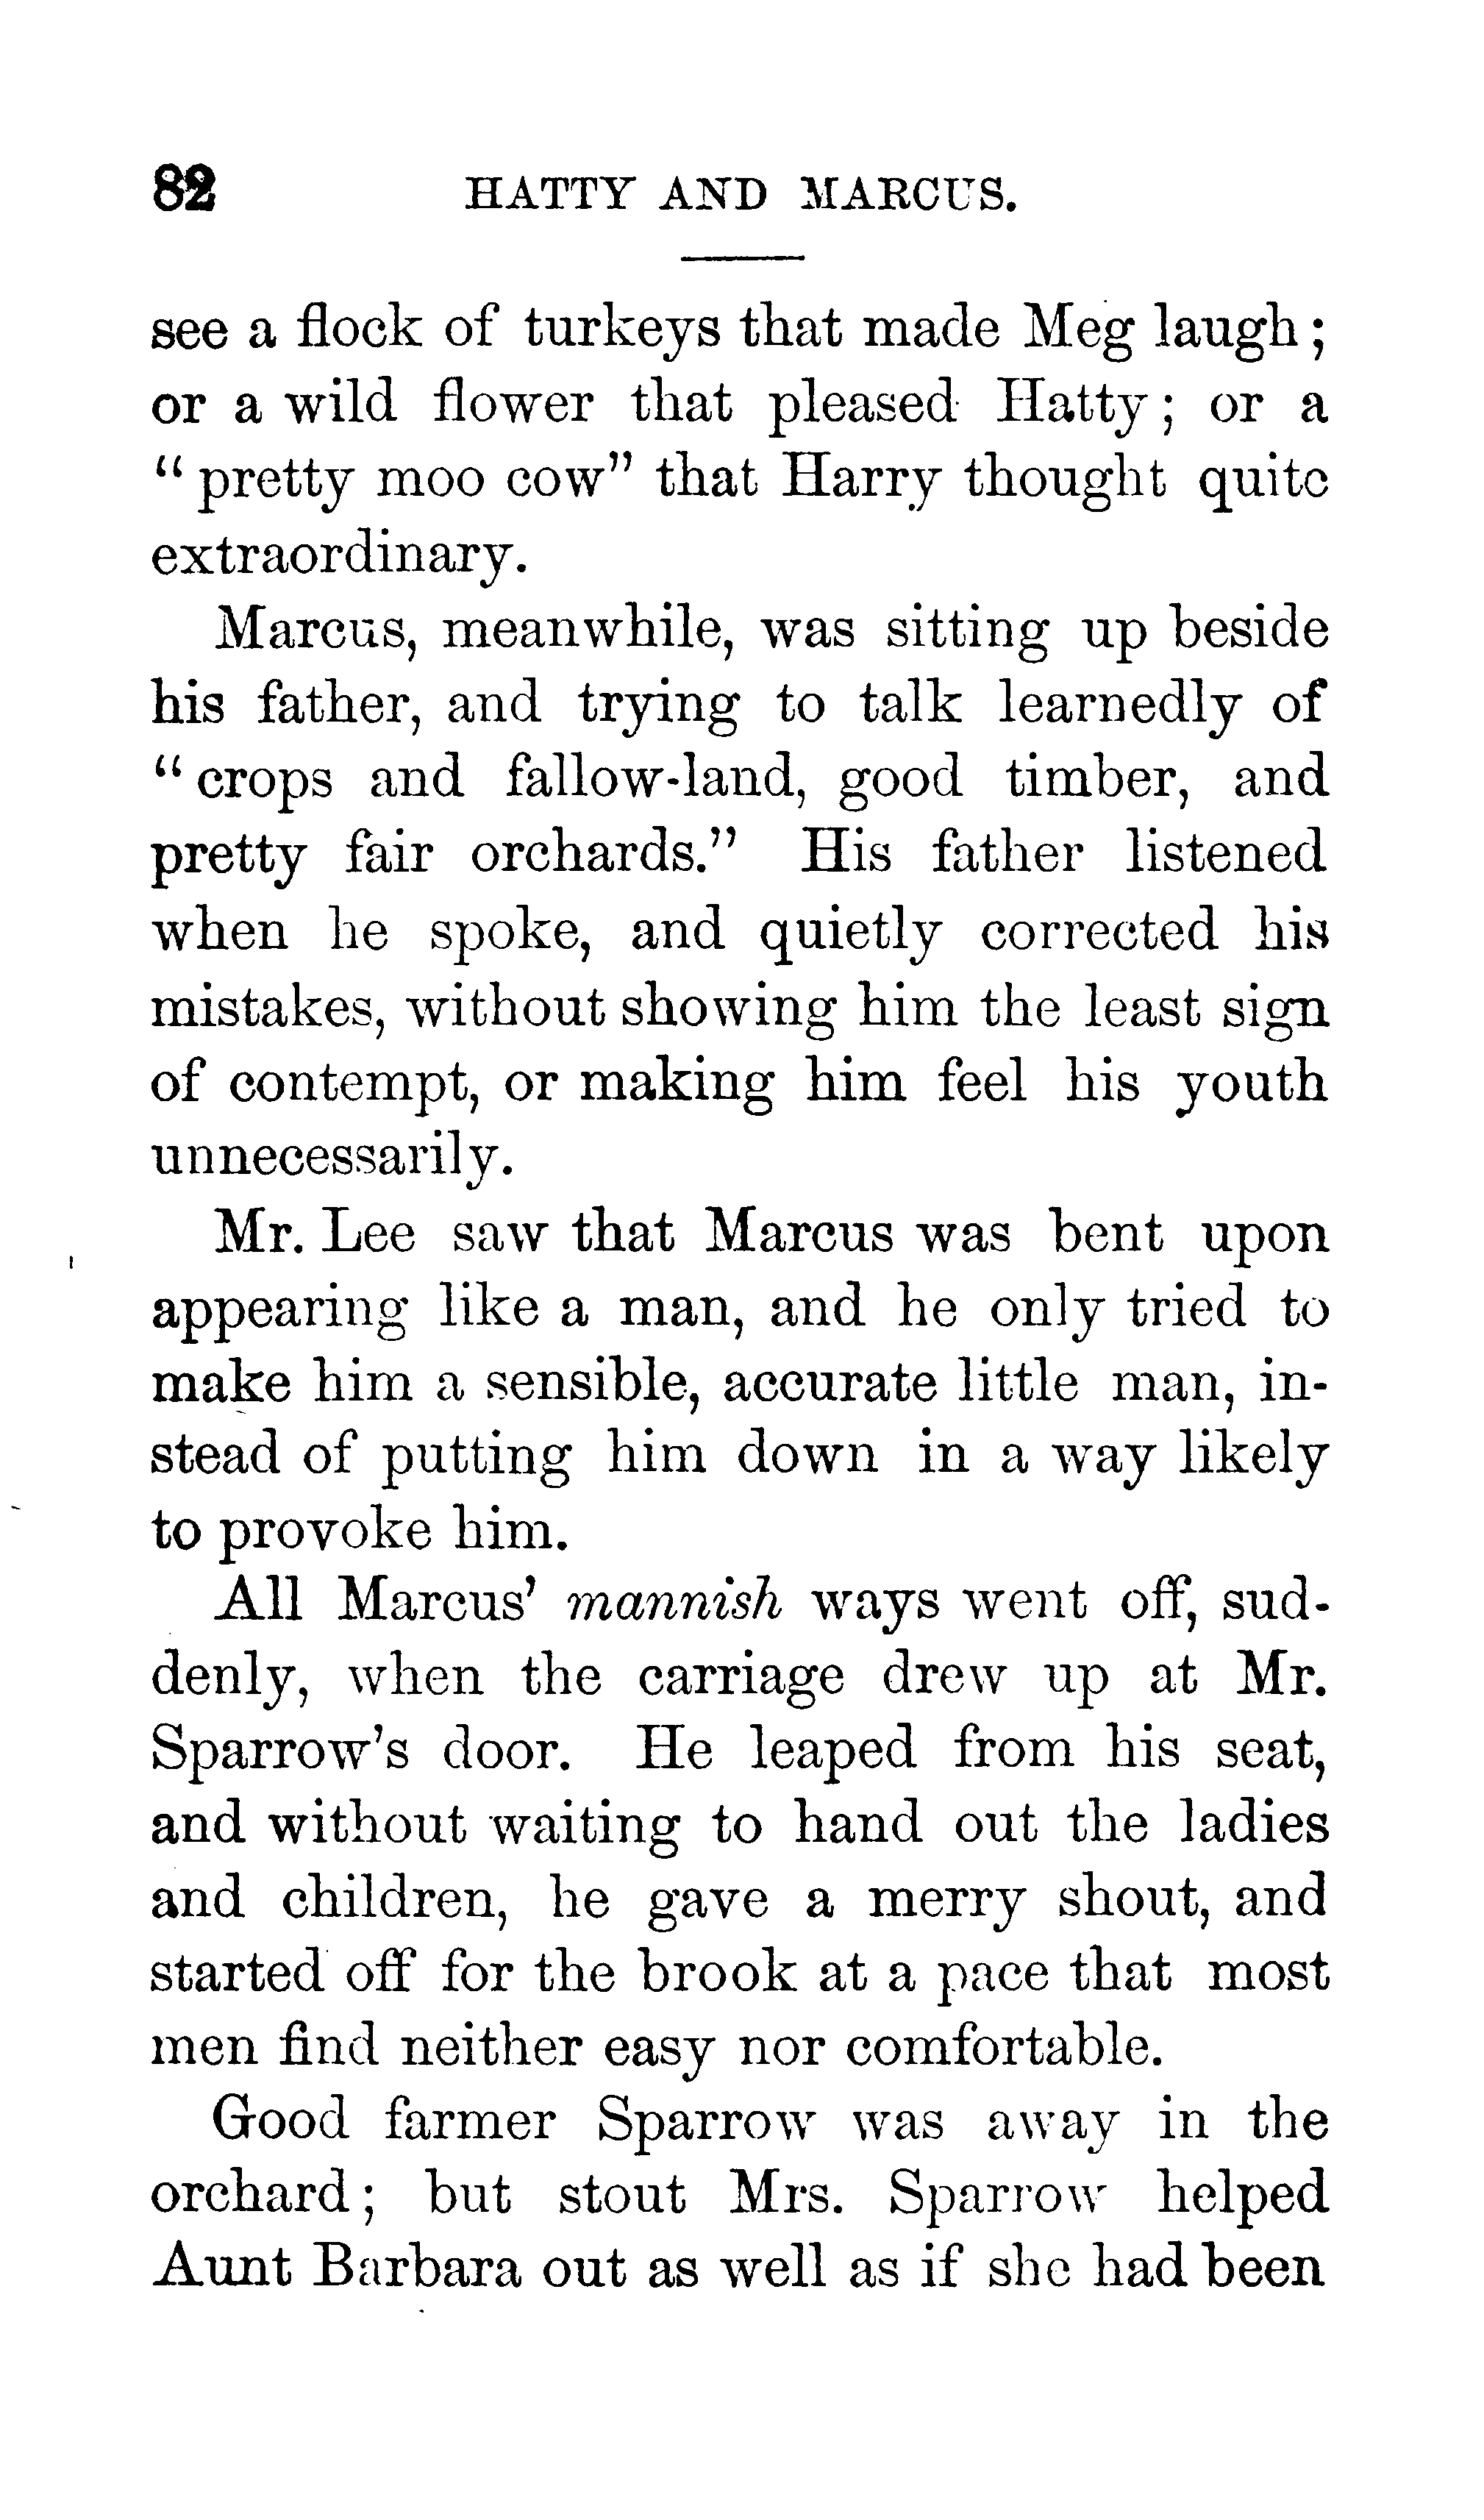 82 HATTY AND MARCUS.
see a flock of turkeys that made Meg laugh;
or a wild flower that pleased Hatty; or a
"pretty moo cow" that Harry thought quite
extraordinary.
Marcus, meanwhile, was sitting up beside
his father, and trying to talk learnedly of
"crops and fallow-land, good timber, and
pretty fair orchards." His father listened
when he spoke, and quietly corrected his
mistakes, without showing him the least sign
of contempt, or making him feel his youth
unnecessarily.
Mr. Lee saw that Marcus was bent upon
appearing like a man, and he only tried to
make him a sensible, accurate little man, in-
stead of putting him down in a way likely
to provoke him.
All Marcus' mannish ways went off, sud-
denly, when the carriage drew up at Mr.
Sparrow's door. He leaped from his seat,
and without waiting to hand out the ladies
and children, he gave a merry shout, and
started off for the brook at a pace that most
men find neither easy nor comfortable.
Good farmer Sparrow was away in the
orchard; but stout Mrs. Sparrow helped
Aunt Barbara out as well as if she had been